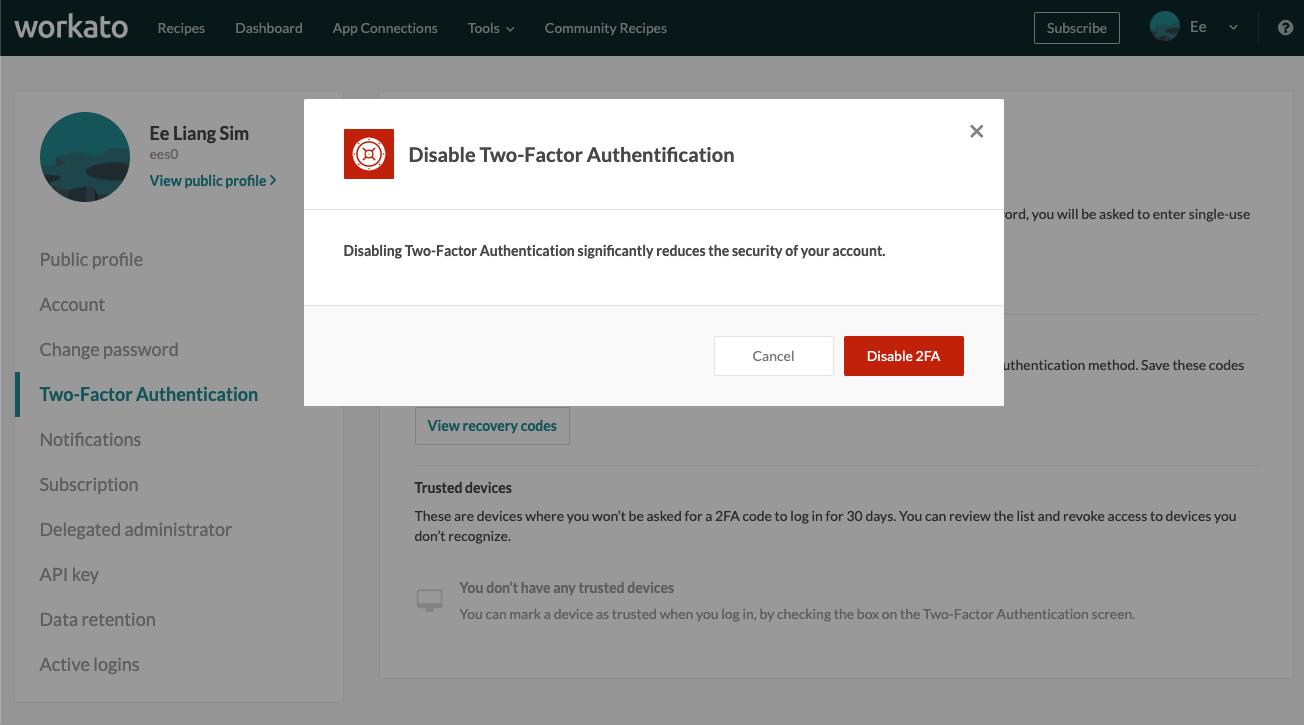 workato
Recipes
Dashboard
App Connections
Tools
Community Recipes
Subscribe
Ee
?
Ee Liang Sim
ees0
View public profile
Public profile
Account
Change password
Two-Factor Authentication
Notifications
Subscription
Delegated administrator
API key
Data retention
Active logins
Disable Two-Factor Authentification
Disabling Two-Factor Authentication significantly reduces the security of your account.
Cancel
Disable 2FA
you will be asked to enter single-use
method. Save these codes
View recovery codes
Trusted devices
These are devices where you won't be asked for a 2FA code to log in for 30 days. You can review the list and revoke access to devices you
don't recognize.
You don't have any trusted devices
You can mark a device as trusted when you log in, by checking the box on the Two-Factor Authentication screen.